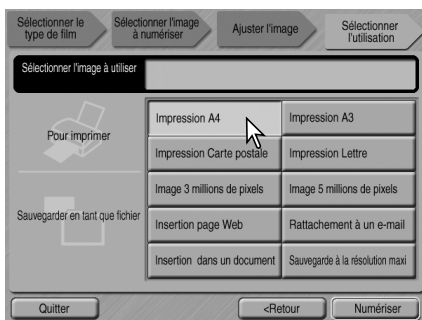 Sélectionner le
type de film
Sélectionner l'image
à numériser
Ajuster l'image
Sélectionner
l'utilisation
Sélectionner l'image à utiliser
Pour imprimer
Impression A4
Impression A3
Impression Carte postale
Impression Lettre
Sauvegarder en tant que fichier
Image 3 millions de pixels
Image 5 millions de pixels
Insertion page Web
Rattachement à un e-mail
Insertion dans un document
Sauvegarde à la résolution maxi
Quitter
<Retour
Numériser